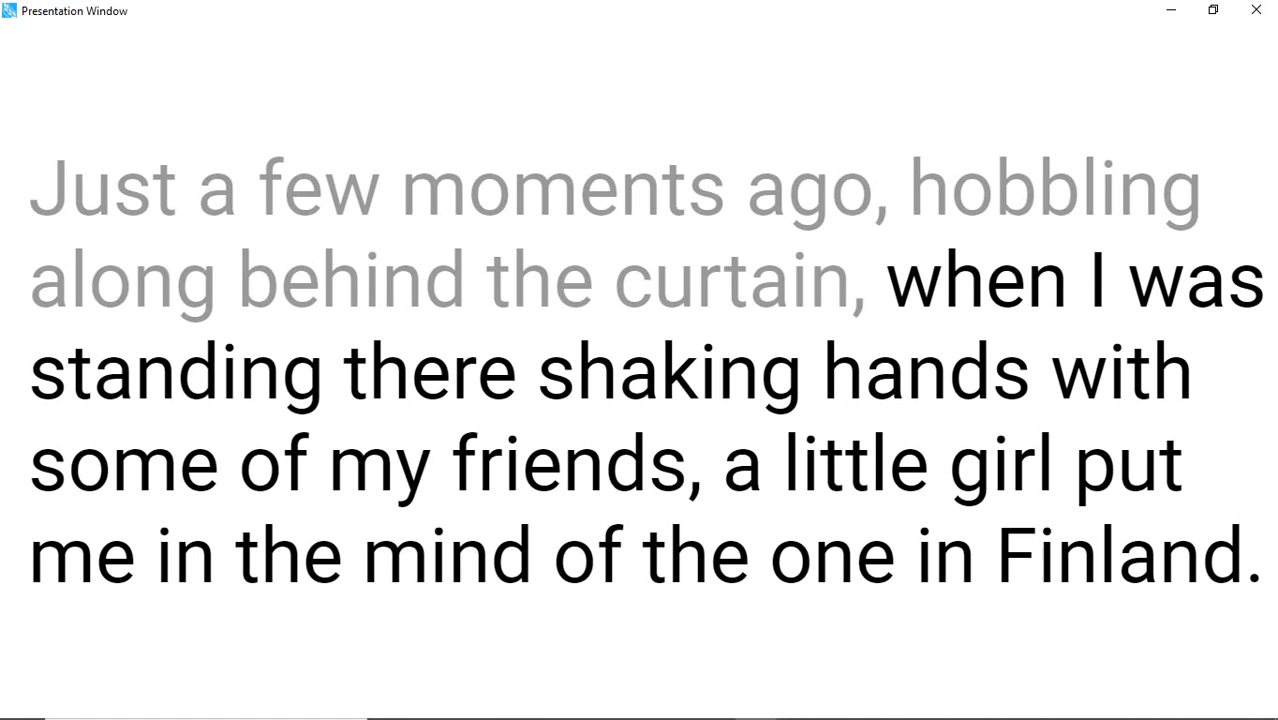 Presentation Window
Just a few moments ago, hobbling
along behind the curtain, when I was
standing there shaking hands with
some of my friends, a little girl put
me in the mind of the one in Finland.